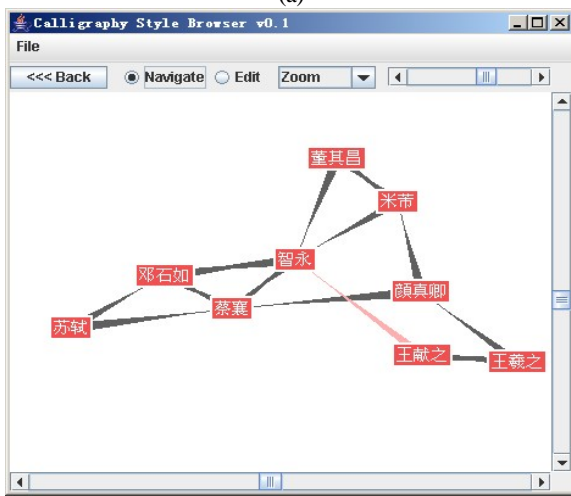 (a)
Calligraphy Style Browser v0.1
File
<<< Back Navigate Edit Zoom
董其昌
米芾
智永
邓石如
顔真卿
蔡襄
苏轼
王献之
王羲之